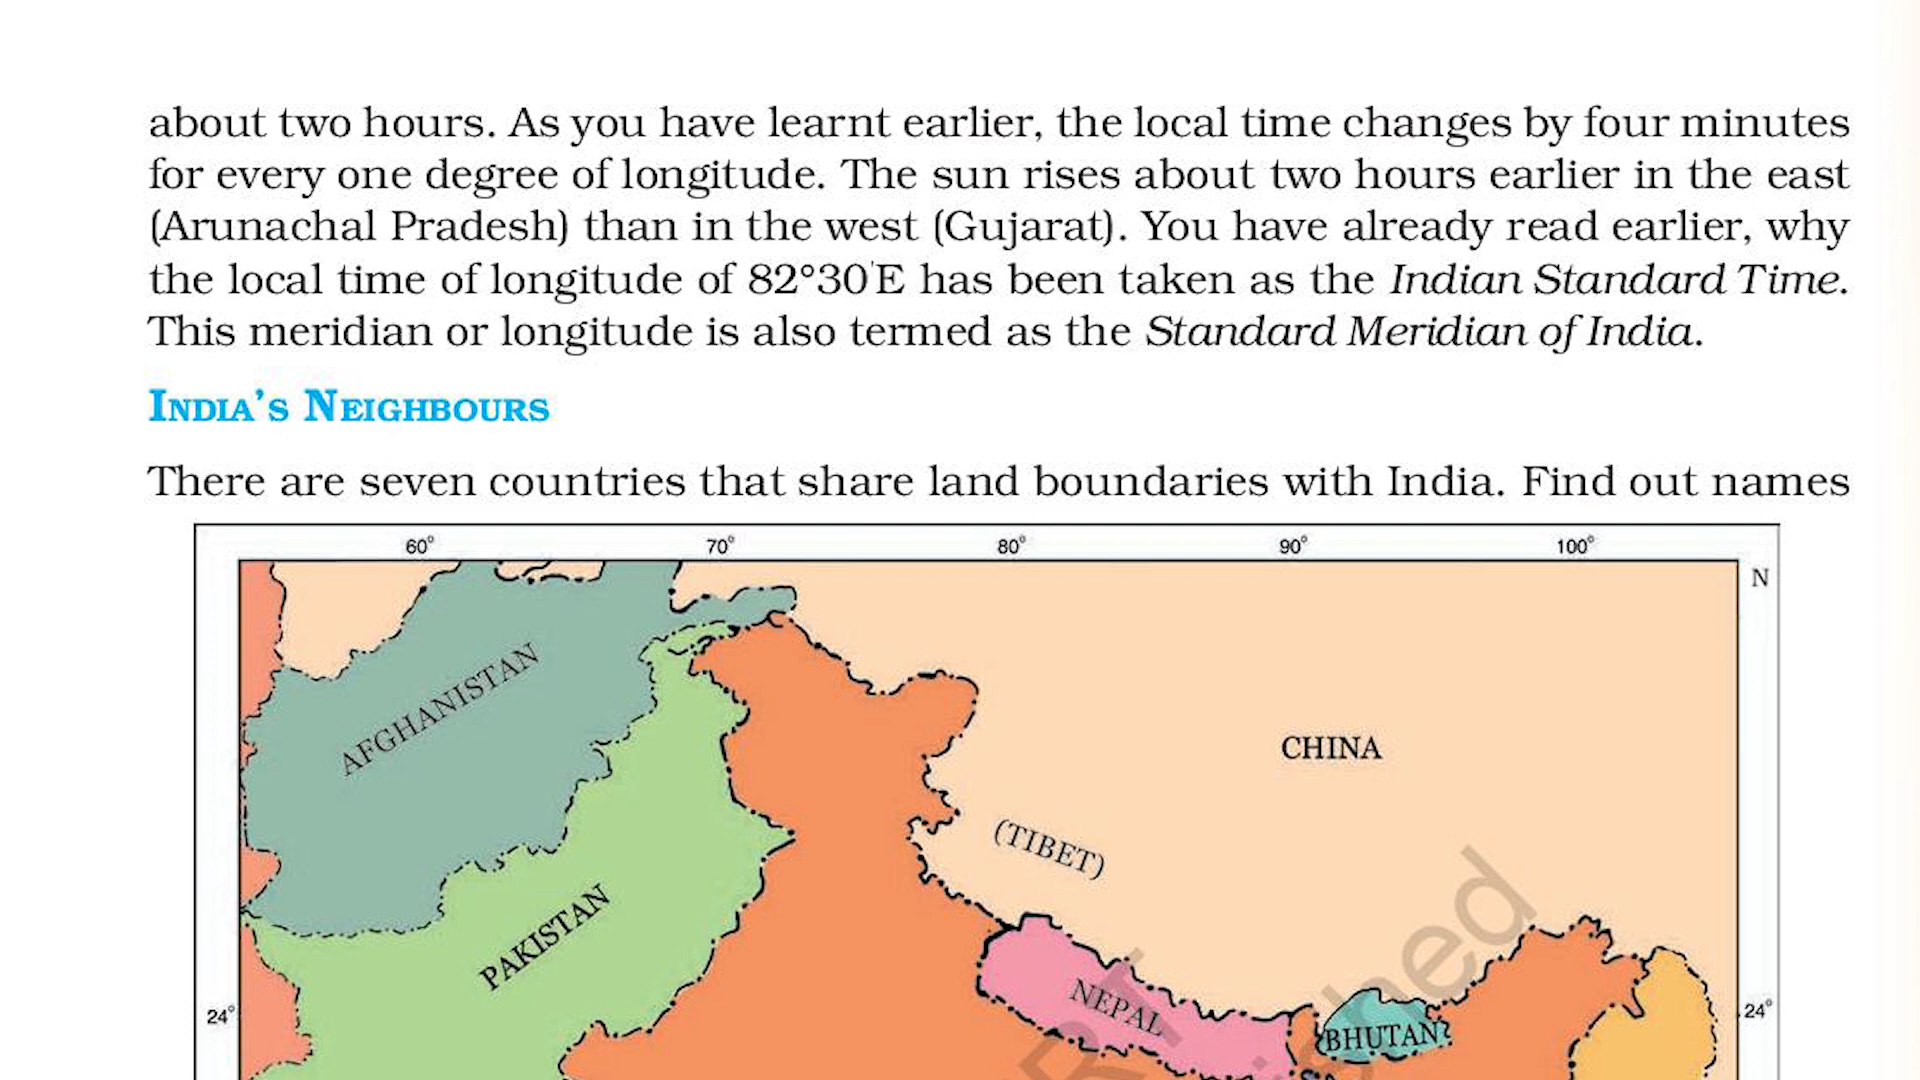 about two hours. As you have learnt earlier, the local time changes by four minutes
for every one degree of longitude. The sun rises about two hours earlier in the east
(Arunachal Pradesh) than in the west (Gujarat). You have already read earlier, why
the local time of longitude of 82°30'E has been taken as the Indian Standard Time.
This meridian or longitude is also termed as the Standard Meridian of India.
INDIA'S NEIGHBOURS
There are seven countries that share land boundaries with India. Find out names
60° 70° 80° 90° 100°
N
AFGHANISTAN
CHINA
(TIBET)
PAKISTAN
NEPAL
BHUTAN
24° 24°